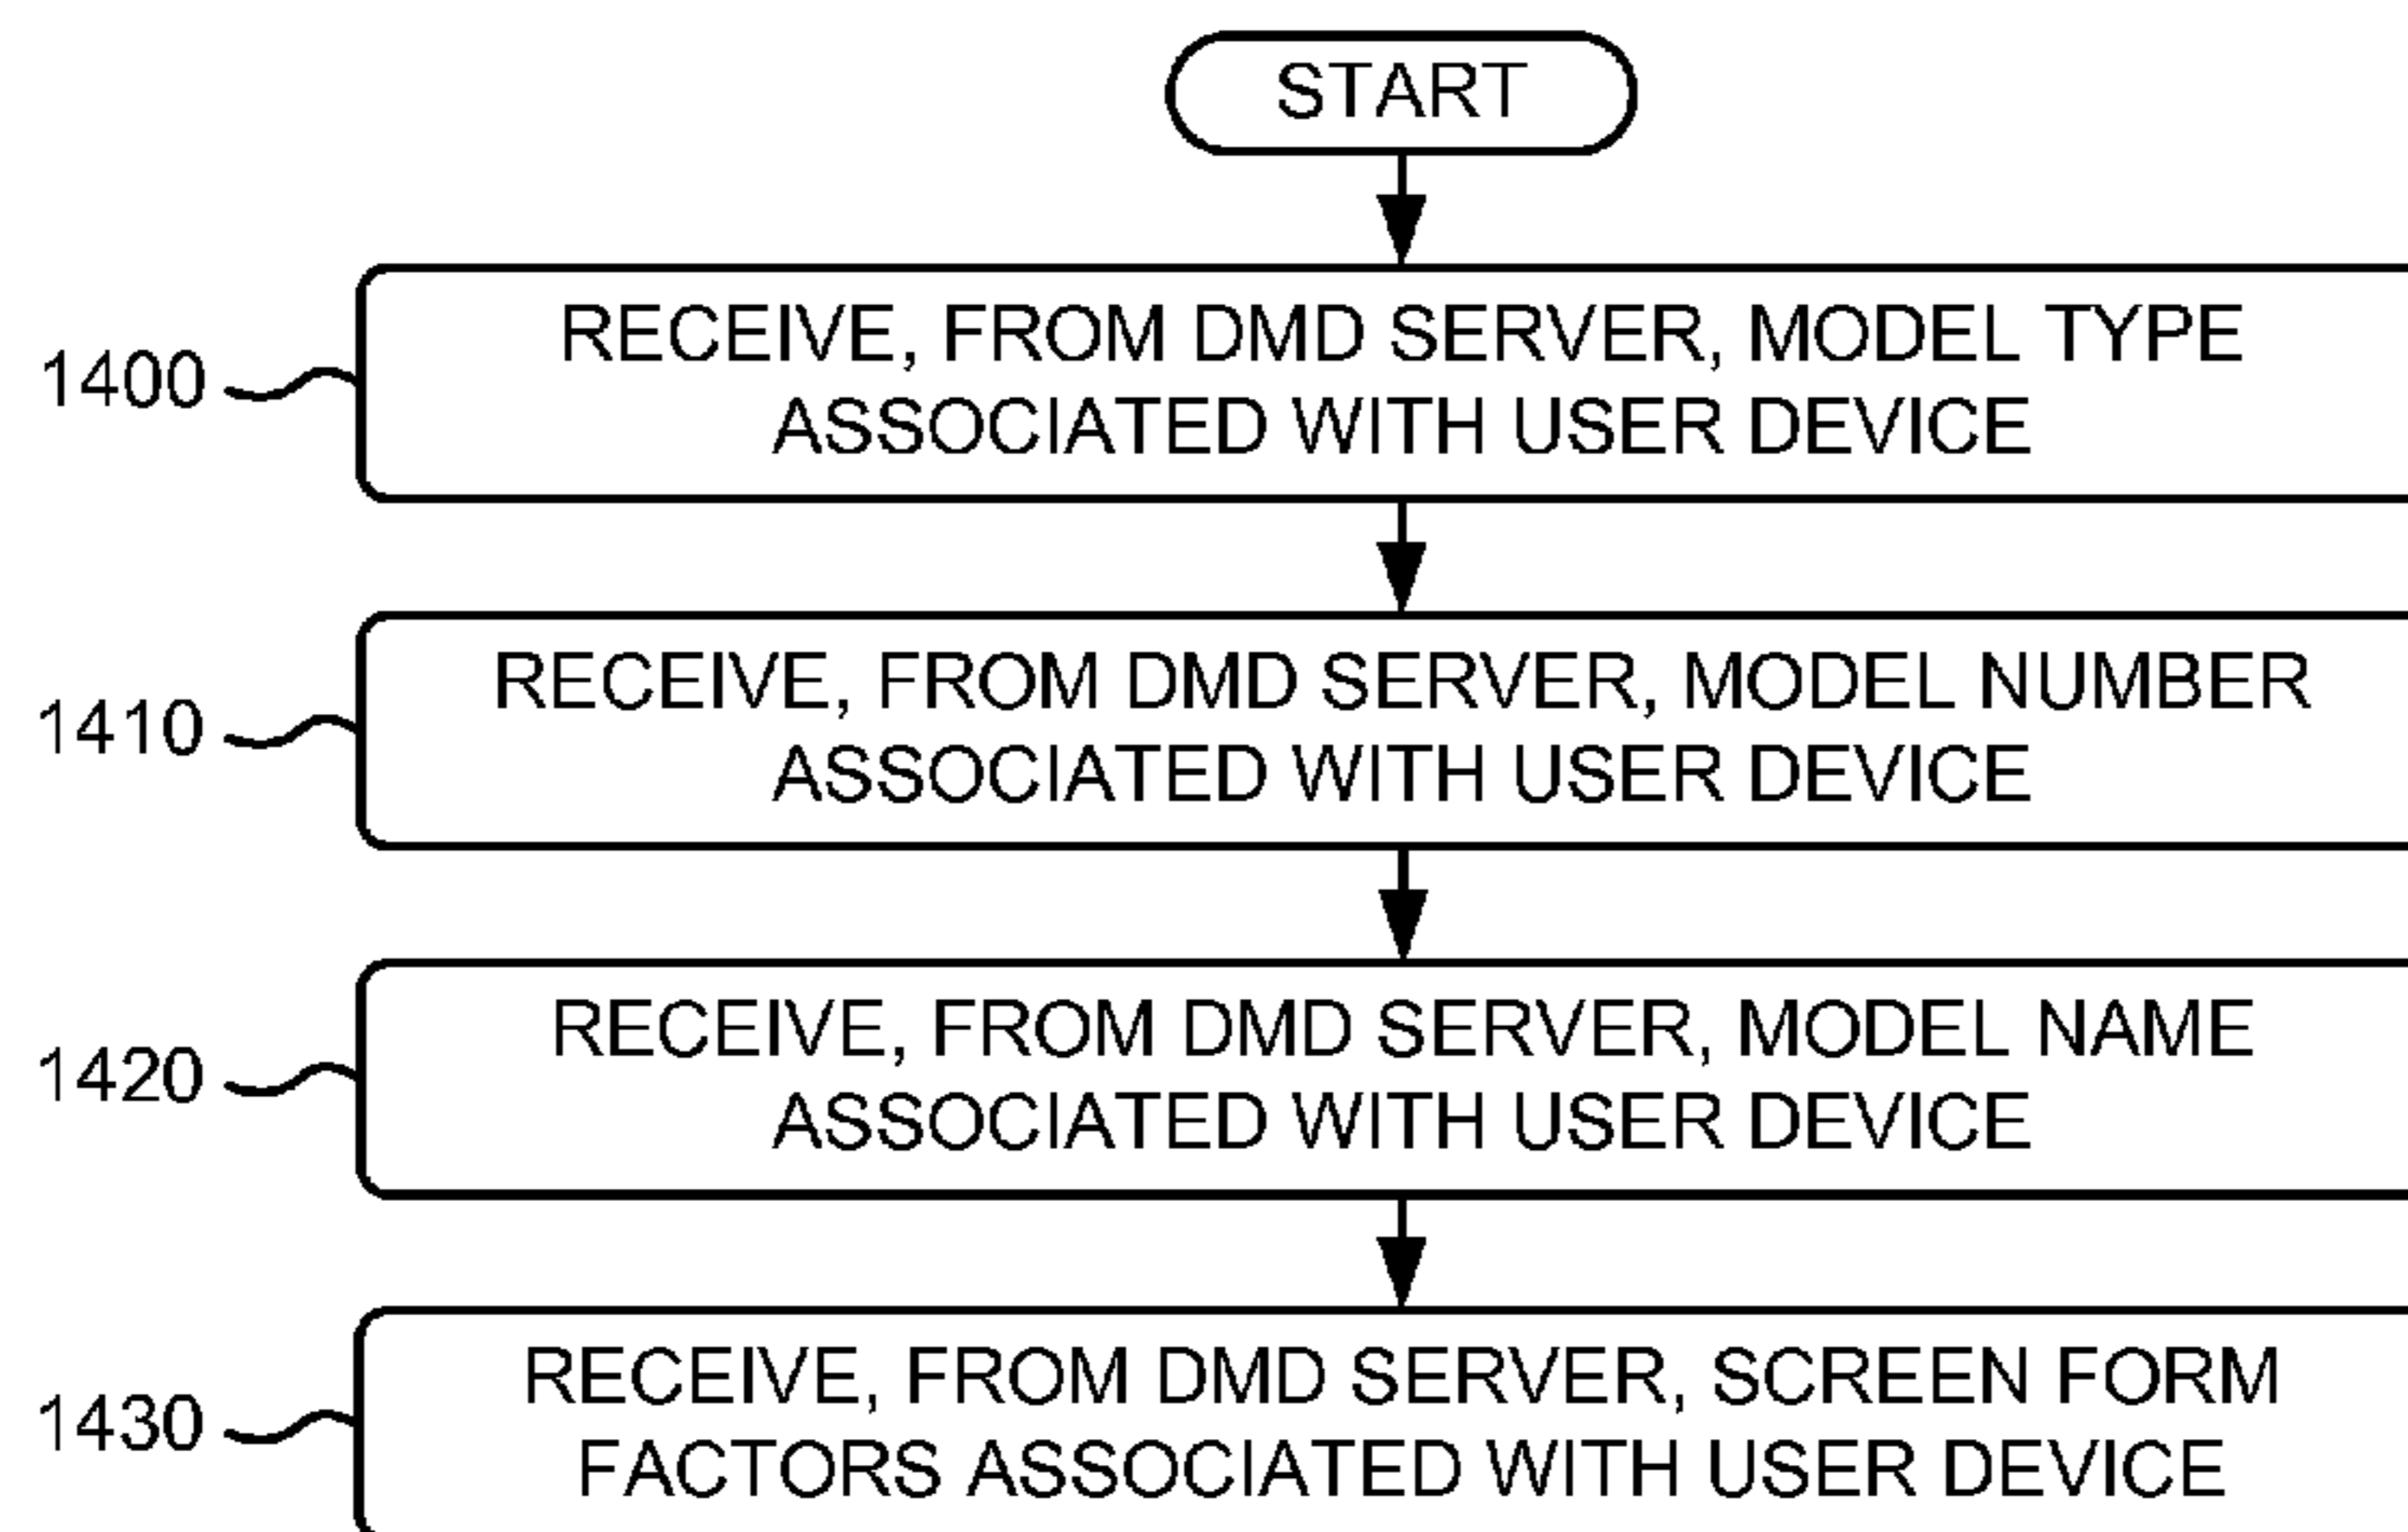 START
1400
RECEIVE, FROM DMD SERVER, MODEL TYPE
ASSOCIATED WITH USER DEVICE
1410
RECEIVE, FROM DMD SERVER, MODEL NUMBER
ASSOCIATED WITH USER DEVICE
1420
RECEIVE, FROM DMD SERVER, MODEL NAME
ASSOCIATED WITH USER DEVICE
1430
RECEIVE, FROM DMD SERVER, SCREEN FORM
FACTORS ASSOCIATED WITH USER DEVICE